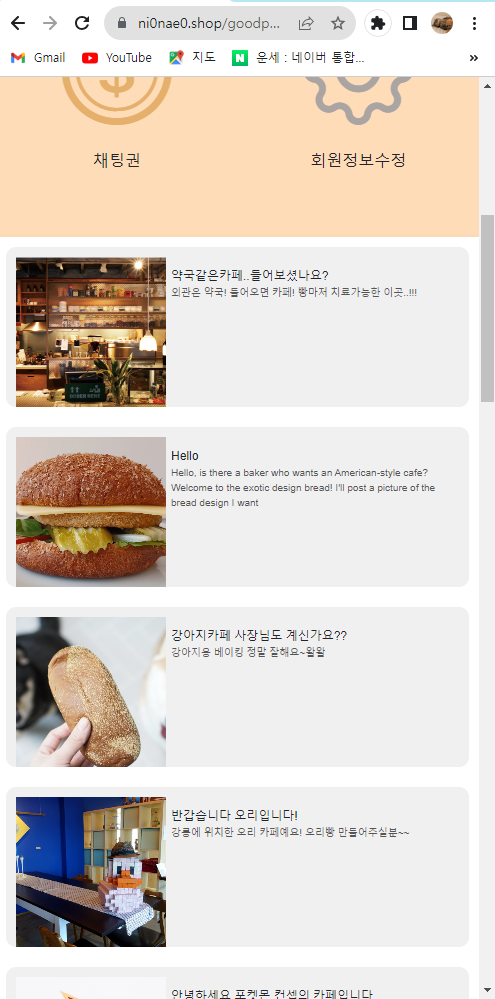 ni0nae0.shop/goodp...
Gmail
YouTube
지도
운세 : 네이버 통합...
»
채팅권
회원정보수정
약국같은카페..들어보셨나요?
외관은 약국! 들어오면 카페! 빵마저 치료가능한 이곳..!!!
Hello
Hello, is there a baker who wants an American-style cafe?
Welcome to the exotic design bread! I'll post a picture of the
bread design I want
강아지카페 사장님도 계신가요??
강아지용 베이킹 정말 잘해요~왈왈
반갑습니다 오리입니다!
강릉에 위치한 오리 카페예요! 오리빵 만들어주실분~~
안녕하세요 포켓몬 컨셉의 카페입니다